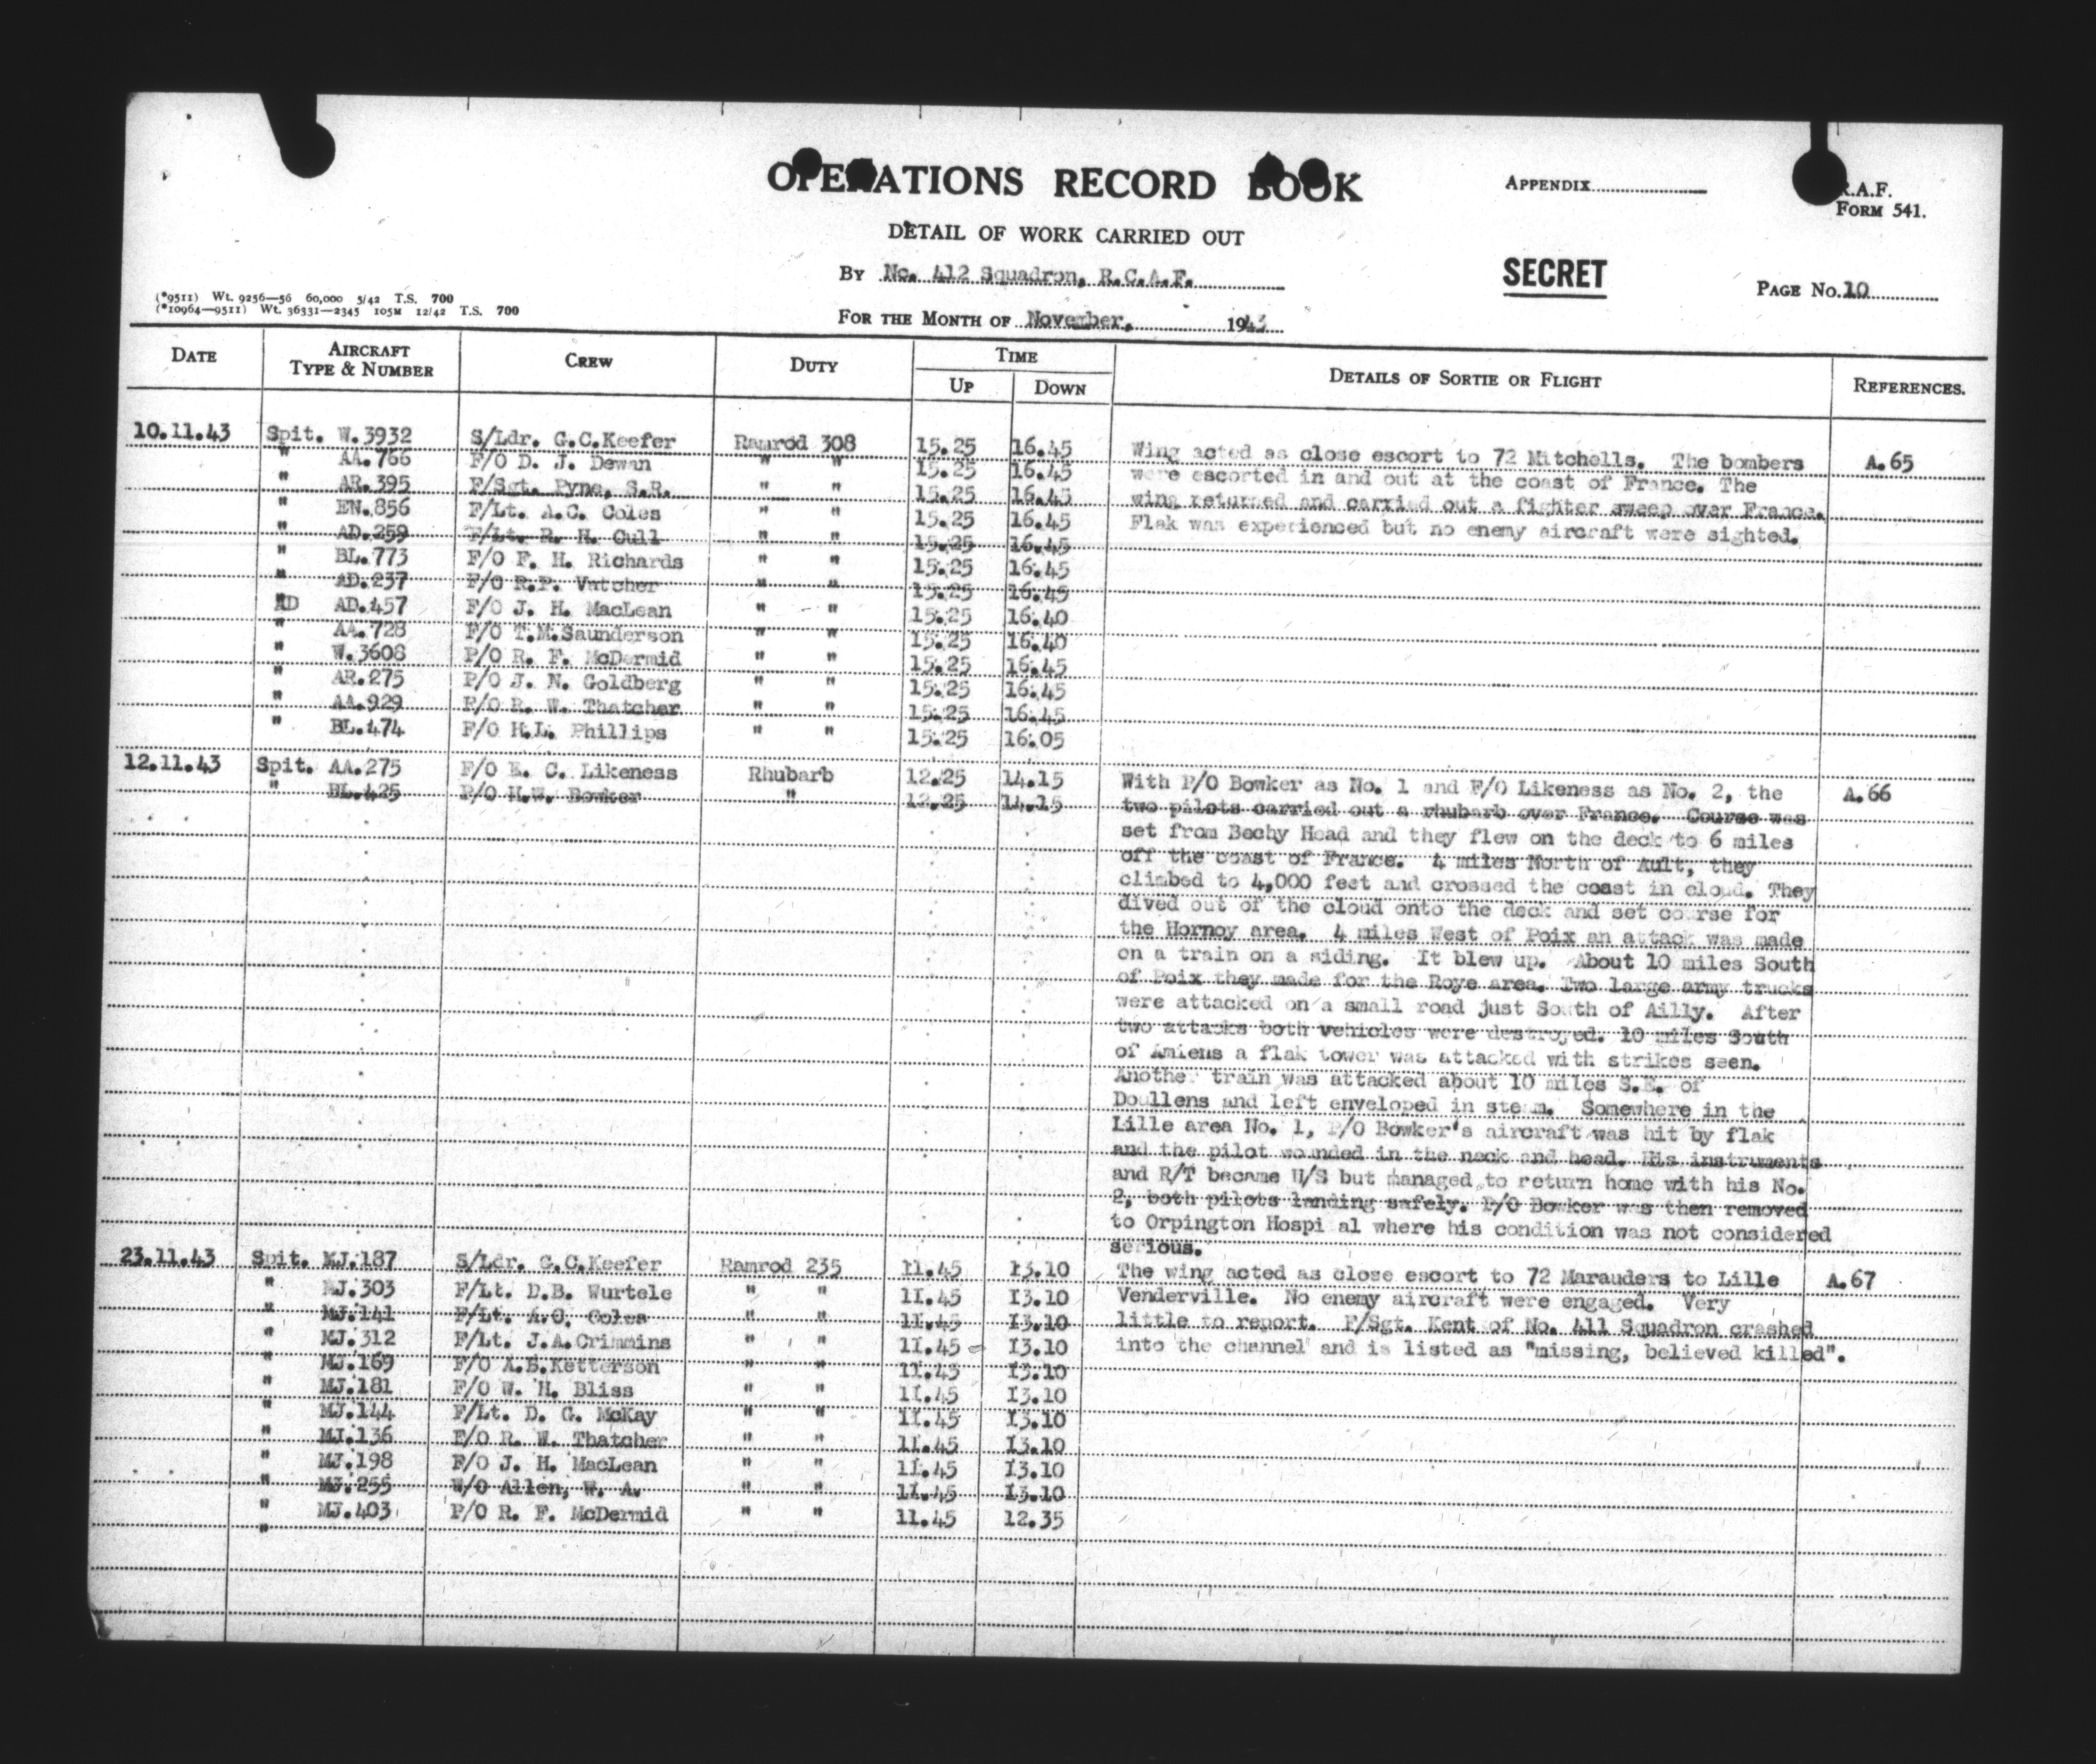 OPERATIONS RECORD BOOK
APPENDIX
R.A.F.
FORM 541.
DETAIL OF WORK CARRIED OUT
BY No. 412 Squadron, R.C.A.F.
SECRET
PAGE No. 10
(*9511) Wt. 9256—56 60,000 5/42 T.S. 700
(*10964—9511) Wt. 36331—2345 105M 12/42 T.S. 700
FOR THE MONTH OF November, 1943
DATE AIRCRAFT TYPE & NUMBER CREW DUTY TIME UP DOWN DETAILS OF SORTIE OR FLIGHT REFERENCES.
10.11.43 Spit. W.3932 S/Ldr. G.C.Keefer Ramrod 308 15.25 16.45 Wing acted as close escort to 72 Mitchells. The bombers A.65
" AA.766 F/O D. J. Dewan " " 15.25 16.45 were escorted in and out at the coast of France. The
" AR.395 F/Sgt. Pyne, S.R. " " 15.25 16.45 wing returned and carried out a fighter sweep over France.
" EN.856 F/Lt. A.C. Coles " " 15.25 16.45 Flak was experienced but no enemy aircraft were sighted.
" AD.259 F/Lt. R. H. Cull " " 15.25 16.45
" BL.773 F/O F. H. Richards " " 15.25 16.45
" AD.237 F/O R.P. Vatcher " " 15.25 16.45
" AD AD.457 F/O J. H. MacLean " " 15.25 16.40
" AA.728 F/O T.M.Saunderson " " 15.25 16.40
" W.3608 P/O R. F. McDermid " " 15.25 16.45
" AR.275 P/O J. N. Goldberg " " 15.25 16.45
" AA.929 F/O R. W. Thatcher " " 15.25 16.45
" BL.474 F/O H.L. Phillips " " 15.25 16.05
12.11.43 Spit. AA.275 F/O E. C. Likeness Rhubarb 12.25 14.15 With P/O Bowker as No. 1 and F/O Likeness as No. 2, the A.66
" BL.425 P/O H.W. Bowker " 12.25 14.15 two pilots carried out a rhubarb over France. Course was
set from Bechy Head and they flew on the deck to 6 miles
off the coast of France. 4 miles North of Ault, they
climbed to 4,000 feet and crossed the coast in cloud. They
dived out of the cloud onto the deck and set course for
the Hornoy area. 4 miles West of Poix an attack was made
on a train on a siding. It blew up. About 10 miles South
of Poix they made for the Roye area. Two large army trucks
were attacked on a small road just South of Ailly. After
two attacks both vehicles were destroyed. 10 miles South
of Amiens a flak tower was attacked with strikes seen.
Another train was attacked about 10 miles S.E. of
Doullens and left enveloped in steam. Somewhere in the
Lille area No. 1, P/O Bowker's aircraft was hit by flak
and the pilot wounded in the neck and head. His instruments
and R/T became U/S but managed to return home with his No.
2, both pilots landing safely. P/O Bowker was then removed
to Orpington Hospi al where his condition was not considered
serious.
23.11.43 Spit. MJ.187 S/Ldr. G.C.Keefer Ramrod 235 11.45 13.10 The wing acted as close escort to 72 Marauders to Lille A.67
" MJ.303 F/Lt. D.B. Wurtele " " 11.45 13.10 Venderville. No enemy aircraft were engaged. Very
" MJ.141 F/Lt. A.C. Coles " " 11.45 13.10 little to report. F/Sgt. Kent of No. 411 Squadron crashed
" MJ.312 F/Lt. J.A.Crimmins " " 11.45 13.10 into the channel and is listed as "missing, believed killed".
" MJ.169 F/O A.B.Ketterson " " 11.45 13.10
" MJ.181 F/O W. H. Bliss " " 11.45 13.10
" MJ.144 F/Lt. D. G. McKay " " 11.45 13.10
" MJ.136 F/O R. W. Thatcher " " 11.45 13.10
" MJ.198 F/O J. H. MacLean " " 11.45 13.10
" MJ.255 W/O Allen, W. A. " " 11.45 13.10
" MJ.403 P/O R. F. McDermid " " 11.45 12.35
"